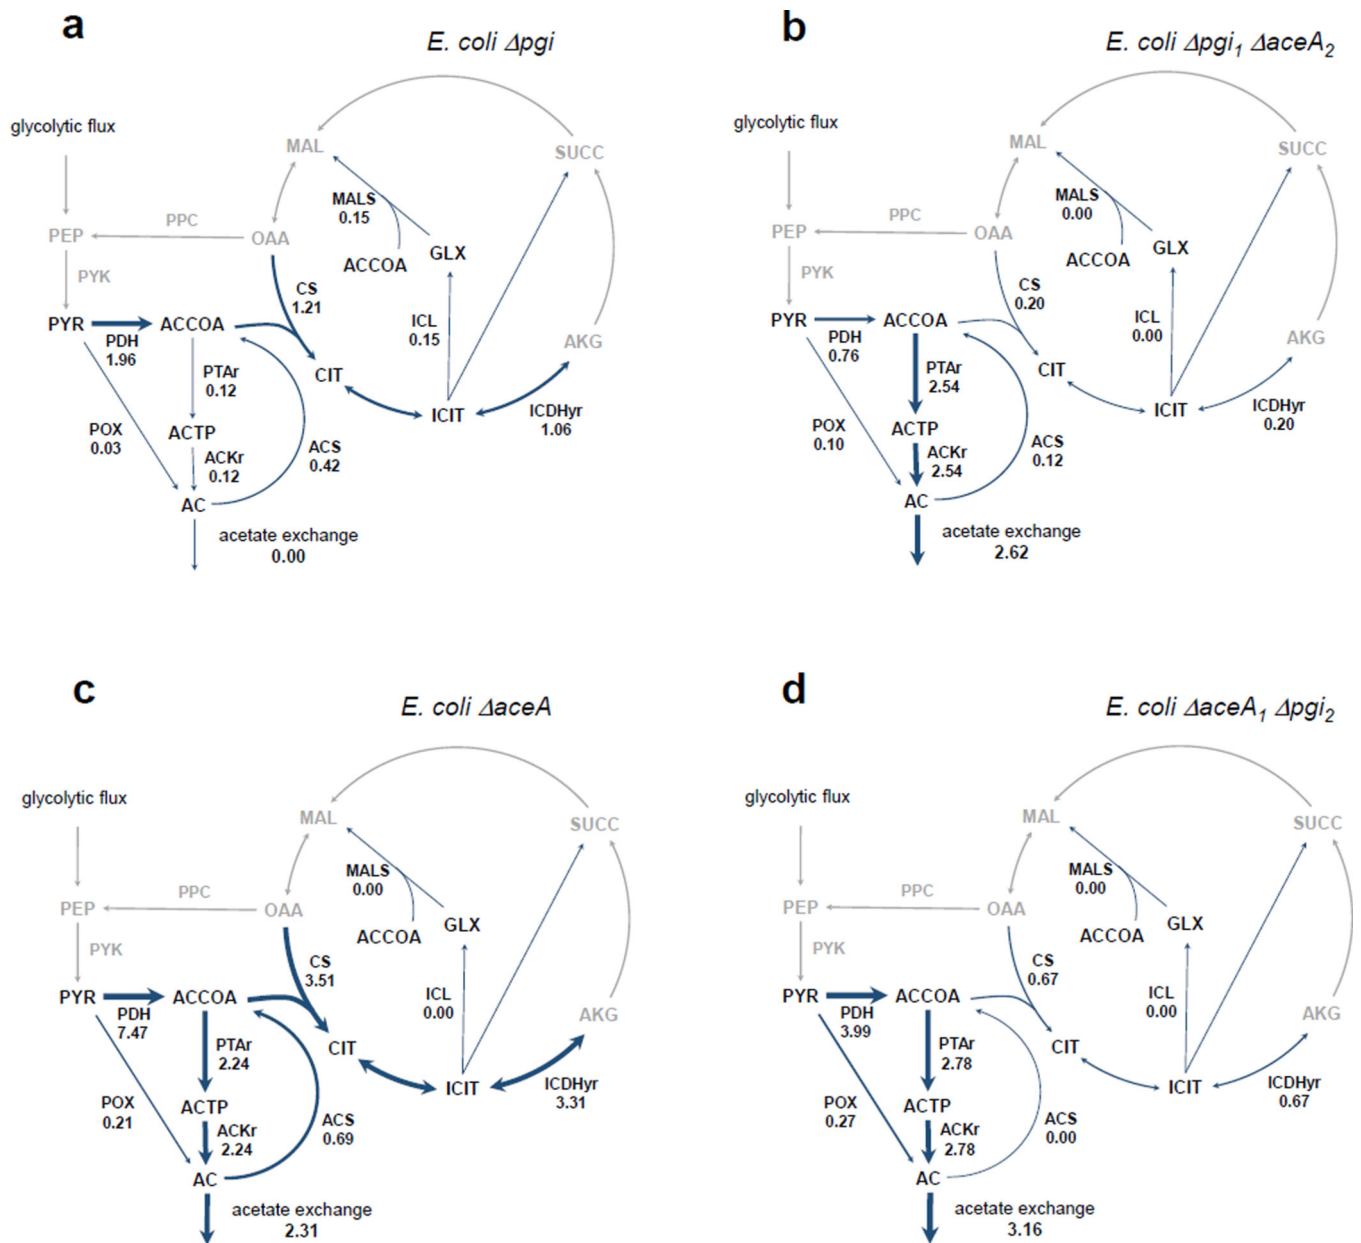 a
E. coli Δpgi
glycolytic flux
MAL
SUCC
MALS
0.15
PPC
PEP
OAA
GLX
ACCOA
PYK
CS
1.21
ICL
0.15
PYR
ACCOA
AKG
PDH
1.96
PTAr
0.12
CIT
ICIT
ICDHyr
1.06
POX
0.03
ACTP
ACKr
0.12
ACS
0.42
AC
acetate exchange
0.00
b
E. coli Δpgi1 ΔaceA2
glycolytic flux
MAL
SUCC
MALS
0.00
PPC
PEP
OAA
GLX
ACCOA
PYK
CS
0.20
ICL
0.00
PYR
ACCOA
AKG
PDH
0.76
PTAr
2.54
CIT
ICIT
ICDHyr
0.20
POX
0.10
ACTP
ACKr
2.54
ACS
0.12
AC
acetate exchange
2.62
c
E. coli ΔaceA
glycolytic flux
MAL
SUCC
MALS
0.00
PPC
PEP
OAA
GLX
ACCOA
PYK
CS
3.51
ICL
0.00
PYR
ACCOA
AKG
PDH
7.47
PTAr
2.24
CIT
ICIT
ICDHyr
3.31
POX
0.21
ACTP
ACKr
2.24
ACS
0.69
AC
acetate exchange
2.31
d
E. coli ΔaceA1 Δpgi2
glycolytic flux
MAL
SUCC
MALS
0.00
PPC
PEP
OAA
GLX
ACCOA
PYK
CS
0.67
ICL
0.00
PYR
ACCOA
AKG
PDH
3.99
PTAr
2.78
CIT
ICIT
ICDHyr
0.67
POX
0.27
ACTP
ACKr
2.78
ACS
0.00
AC
acetate exchange
3.16